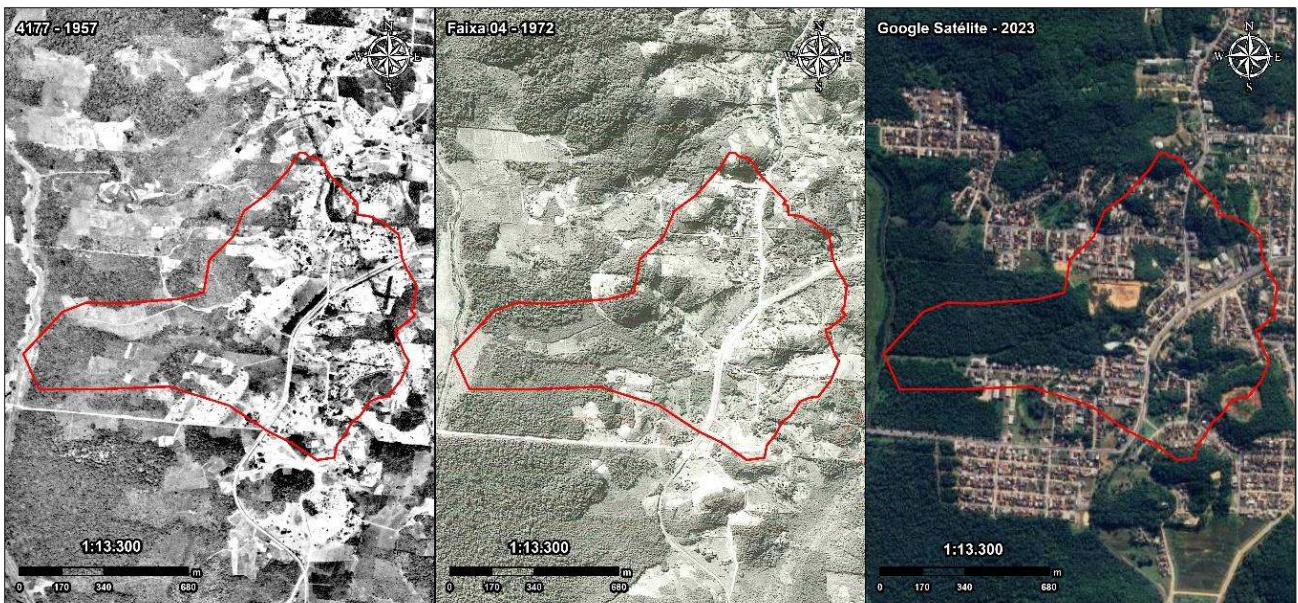 4177 - 1957
N
W E
S
1:13.300
0 170 340 680 m
Faixa 04 - 1972
N
W E
S
1:13.300
0 170 340 680 m
Google Satélite - 2023
N
W E
S
1:13.300
0 170 340 680 m